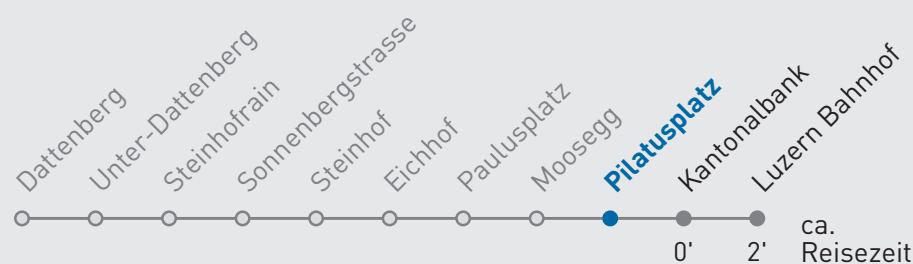 Dattenberg
Unter-Dattenberg
Steinhofrain
Sonnenbergstrasse
Steinhof
Eichhof
Paulusplatz
Moosegg
Pilatusplatz
Kantonalbank
Luzern Bahnhof
0'
2'
ca.
Reisezeit